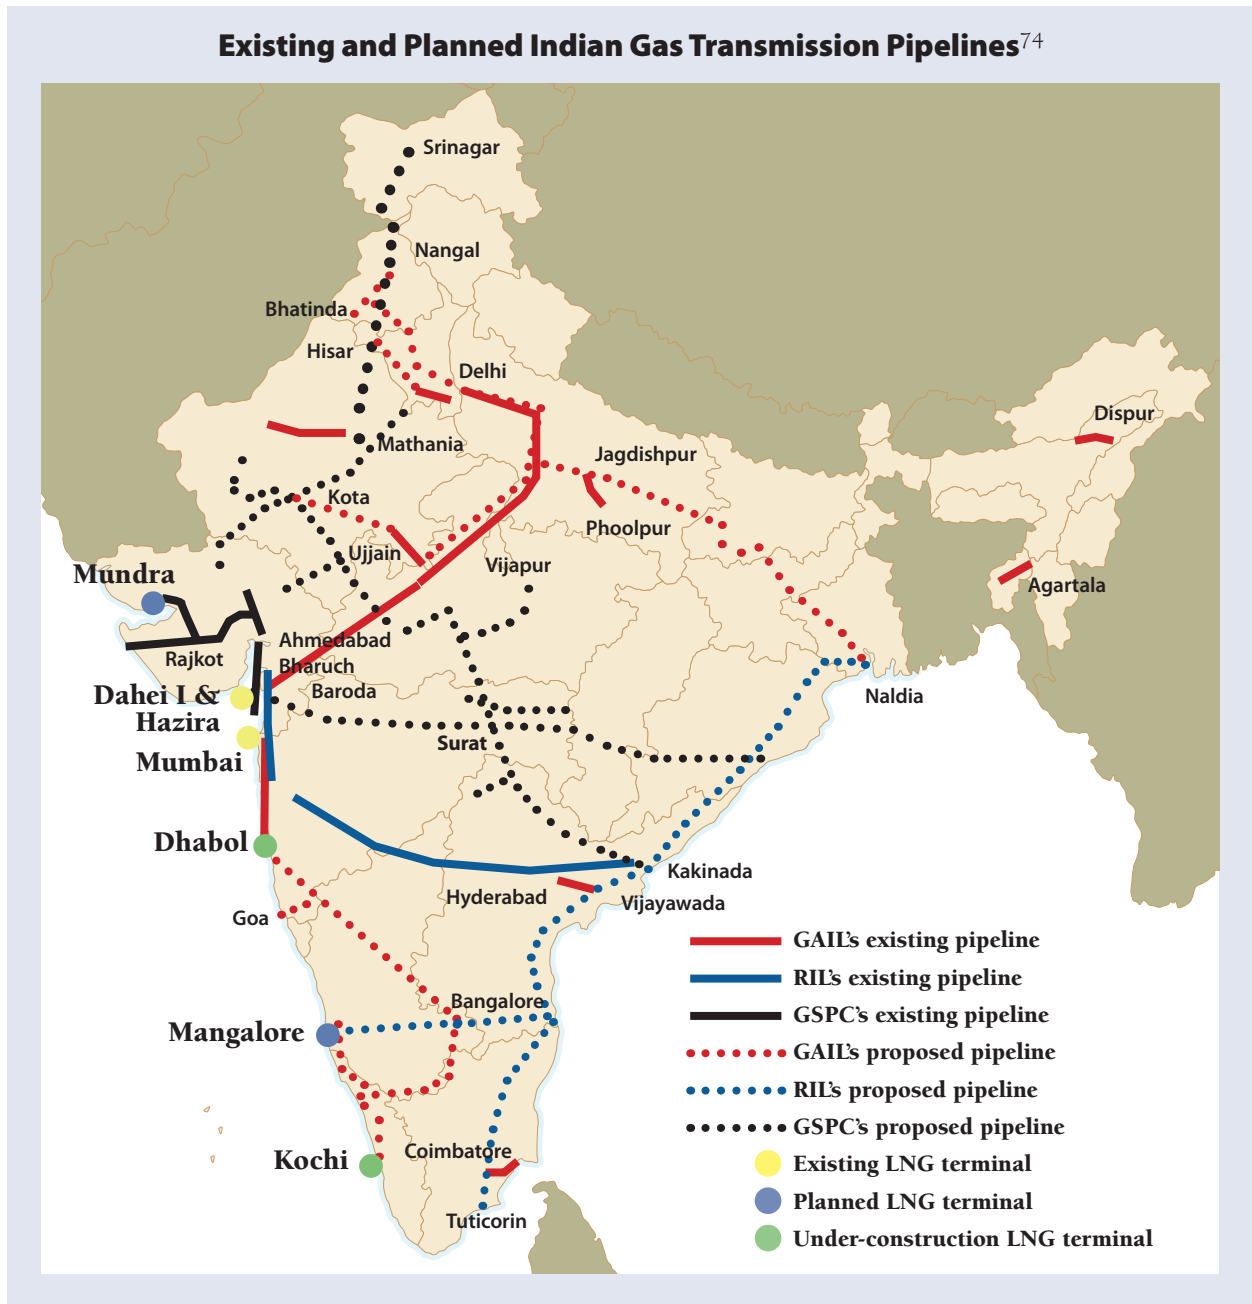 Existing and Planned Indian Gas Transmission Pipelines74
Srinagar
Nangal
Bhatinda
Hisar
Delhi
Dispur
Mathania
Jagdishpur
Kota
Phoolpur
Ujjain
Vijapur
Mundra
Agartala
Ahmedabad
Rajkot
Bharuch
Baroda
Dahei I &
Hazira
Naldia
Surat
Mumbai
Dhabol
Kakinada
Hyderabad
Vijayawada
Goa
Bangalore
Mangalore
Coimbatore
Kochi
Tuticorin
GAIL's existing pipeline
RIL's existing pipeline
GSPC's existing pipeline
GAIL's proposed pipeline
RIL's proposed pipeline
GSPC's proposed pipeline
Existing LNG terminal
Planned LNG terminal
Under-construction LNG terminal